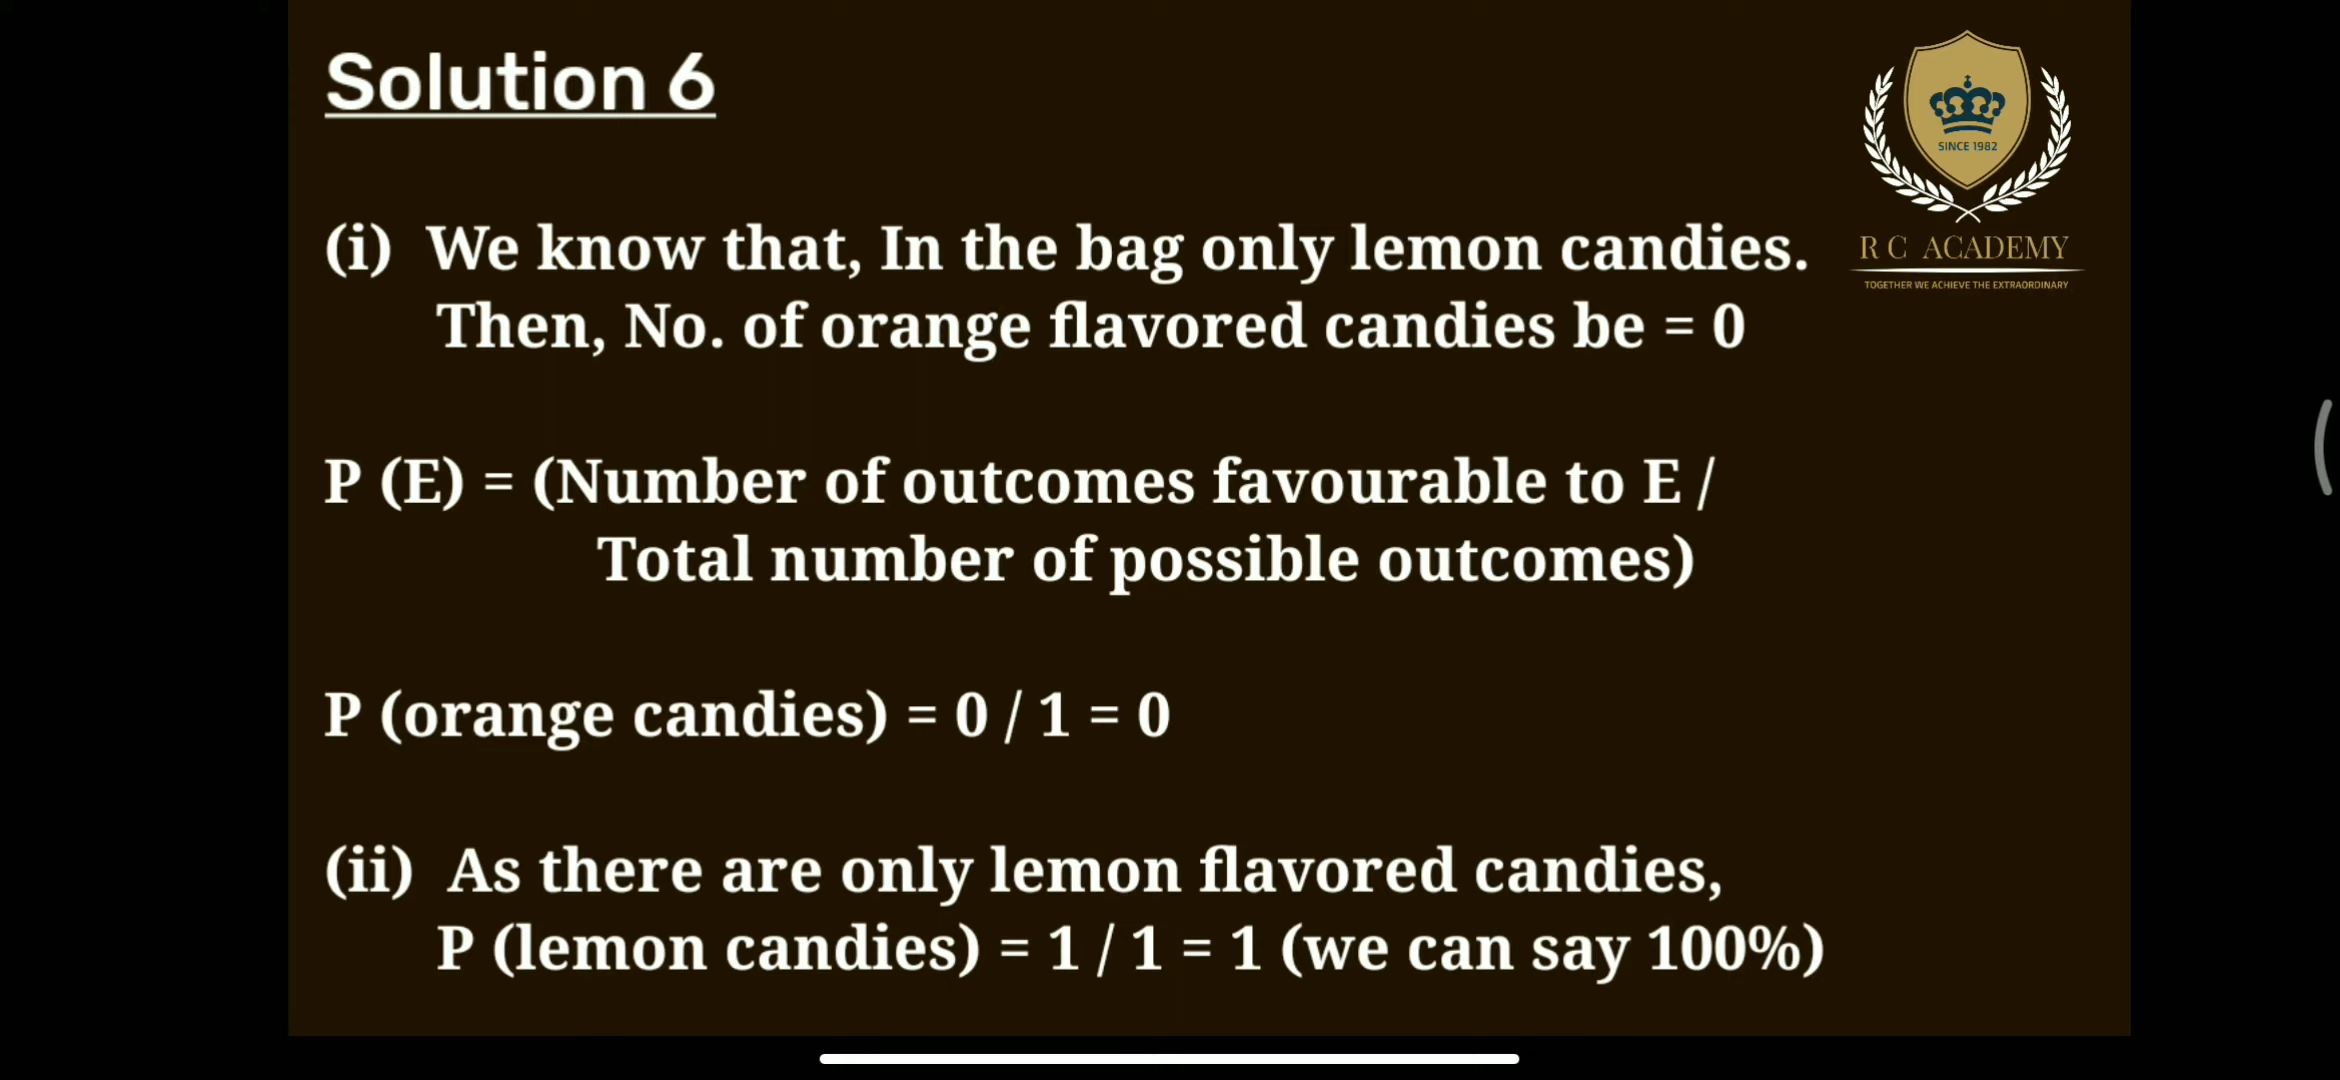 Solution 6
SINCE 1982
R C ACADEMY
TOGETHER WE ACHIEVE THE EXTRAORDINARY
(i) We know that, In the bag only lemon candies.
Then, No. of orange flavored candies be = 0
P (E) = (Number of outcomes favourable to E /
Total number of possible outcomes)
P (orange candies) = 0 / 1 = 0
(ii) As there are only lemon flavored candies,
P (lemon candies) = 1 / 1 = 1 (we can say 100%)